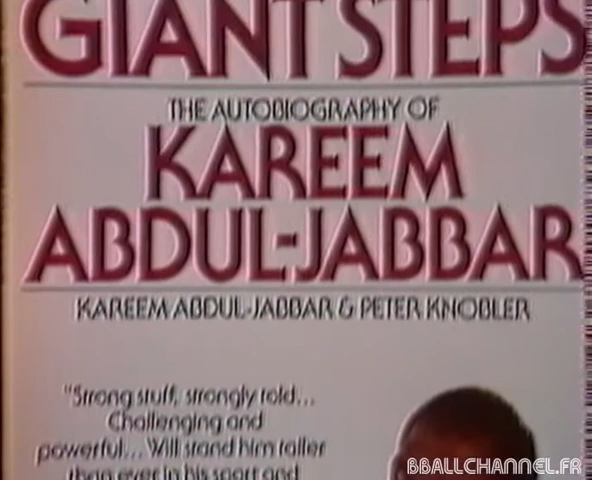 GIANT STEPS
THE AUTOBIOGRAPHY OF
KAREEM
ABDUL-JABBAR
KAREEM ABDUL-JABBAR & PETER KNOBLER
"Strong stuff, strongly told...
Challenging and
powerful... Will stand him taller
than ever in his sport and
BBALLCHANNEL.FR